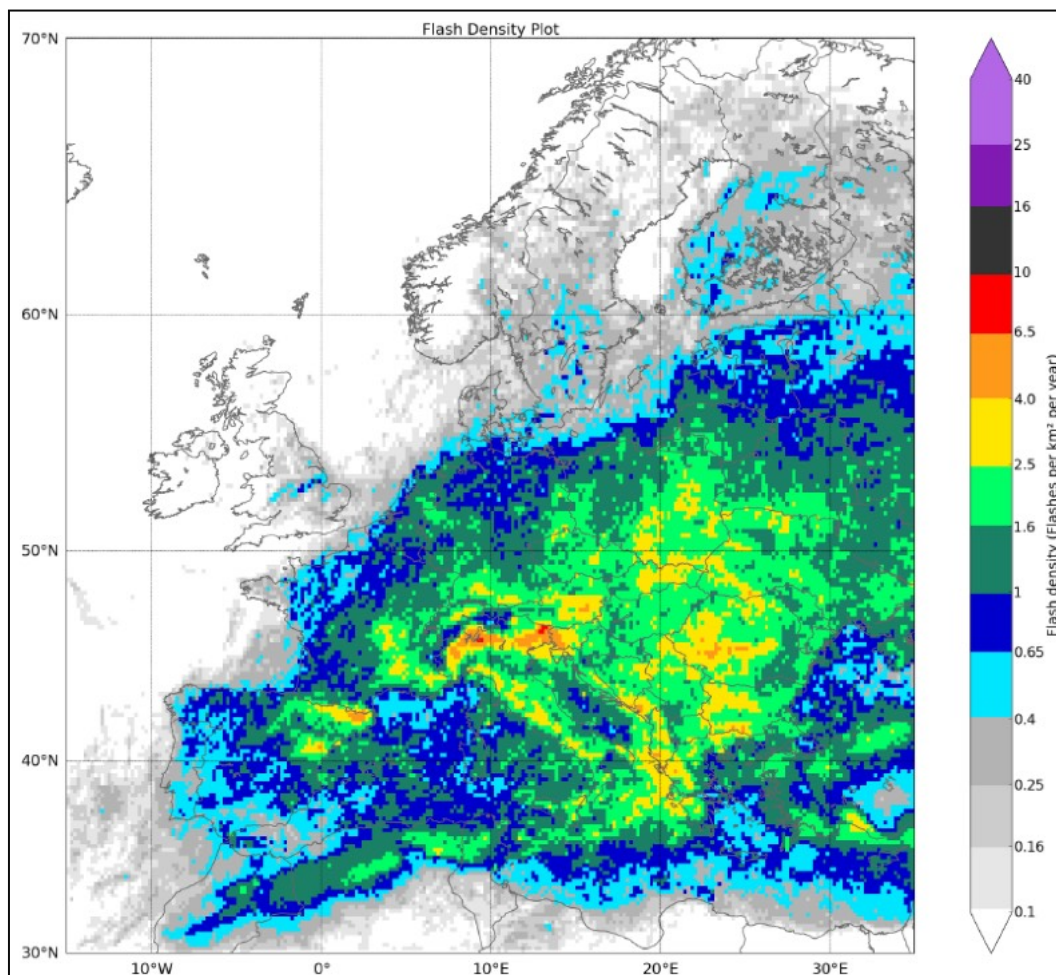 Flash Density Plot
70°N
60°N
50°N
40°N
30°N
10°W
0°
10°E
20°E
30°E
40
25
16
10
6.5
4.0
2.5
1.6
1
0.65
0.4
0.25
0.16
0.1
Flash density (Flashes per km² per year)